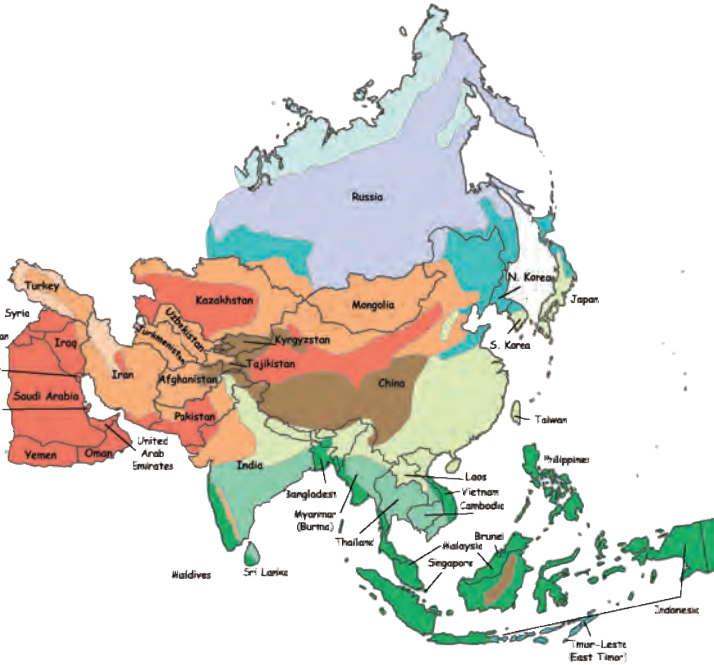 Russia
Turkey
Kazakhstan
Mongolia
N. Korea
Japan
Syria
Uzbekistan
Turkmenistan
Kyrgyzstan
S. Korea
Iraq
Tajikistan
Iran
Afghanistan
China
Saudi Arabia
Pakistan
Taiwan
United
Arab
Emirates
Yemen
Oman
India
Philippines
Laos
Bangladesh
Vietnam
Cambodia
Myanmar
(Burma)
Thailand
Brunei
Malaysia
Singapore
Maldives
Sri Lanka
Indonesia
Timor-Leste
(East Timor)